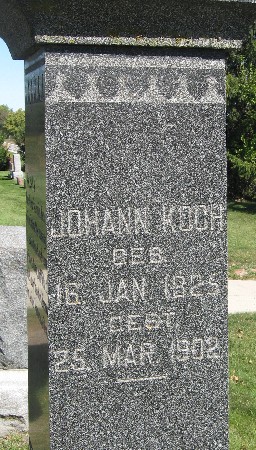 JOHANN KOCH
GEB.
16. JAN 1825
GEST.
25. MAR 1902